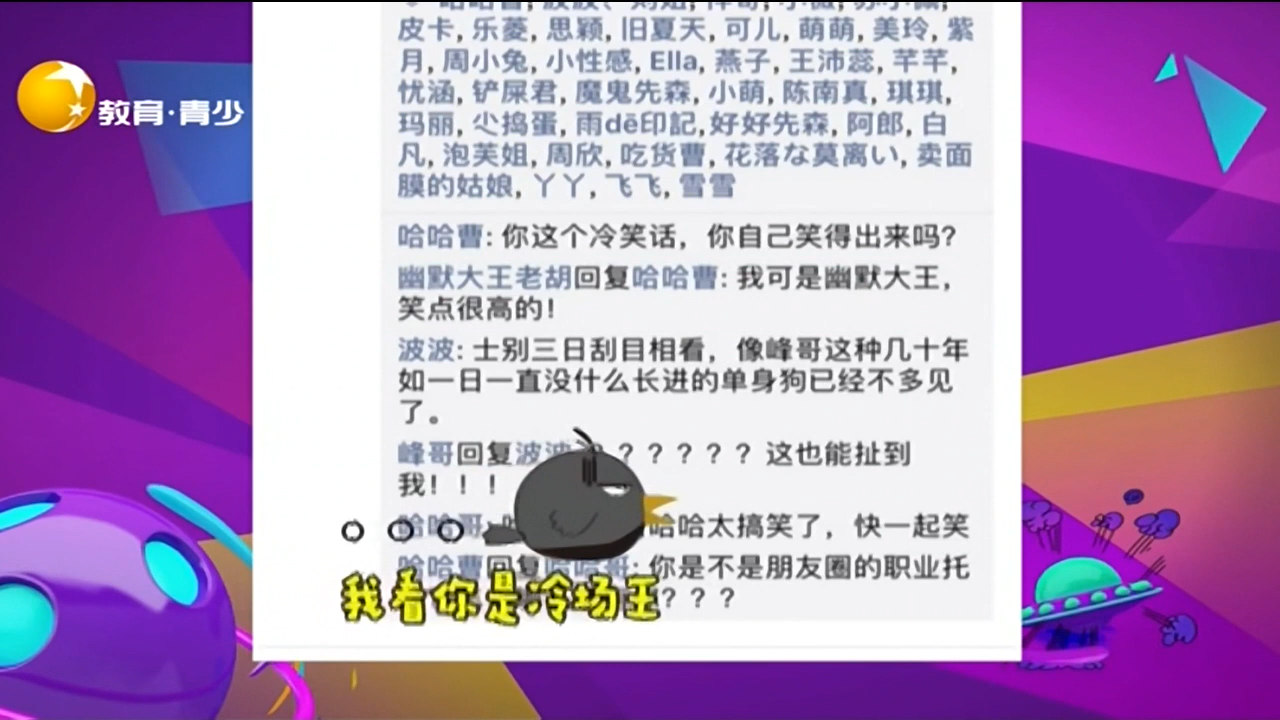 皮卡, 乐菱, 思颖, 旧夏天, 可儿, 萌萌, 美玲, 紫
月, 周小兔, 小性感, Ella, 燕子, 王沛蕊, 芊芊,
忧涵, 铲屎君, 魔鬼先森, 小萌, 陈南真, 琪琪,
教育·青少
玛丽, 尐捣蛋, 雨dē印記, 好好先森, 阿郎, 白
凡, 泡芙姐, 周欣, 吃货曹, 花落な莫离い, 卖面
膜的姑娘, 丫丫, 飞飞, 雪雪
哈哈曹: 你这个冷笑话，你自己笑得出来吗?
幽默大王老胡回复哈哈曹: 我可是幽默大王，
笑点很高的!
波波: 士别三日刮目相看，像峰哥这种几十年
如一日一直没什么长进的单身狗已经不多见
了。
峰哥回复波波 ? ? ? ? ? 这也能扯到
我! ! !
哈哈哥: 哈哈太搞笑了，快一起笑
哈哈曹回复哈哈哥: 你是不是朋友圈的职业托
? ? ?
我看你是冷场王